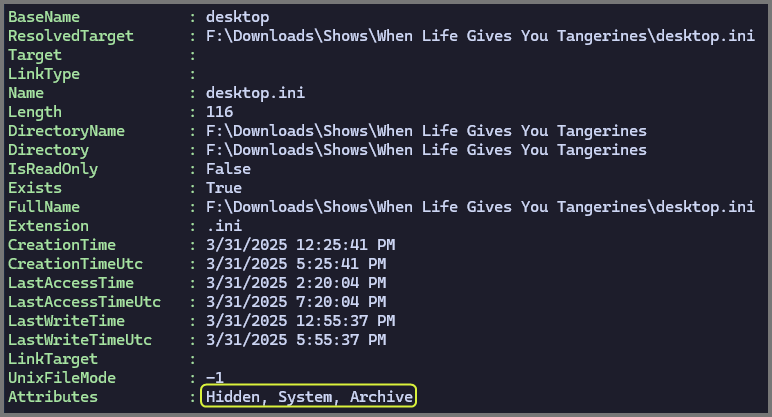 BaseName : desktop
ResolvedTarget : F:\Downloads\Shows\When Life Gives You Tangerines\desktop.ini
Target :
LinkType :
Name : desktop.ini
Length : 116
DirectoryName : F:\Downloads\Shows\When Life Gives You Tangerines
Directory : F:\Downloads\Shows\When Life Gives You Tangerines
IsReadOnly : False
Exists : True
FullName : F:\Downloads\Shows\When Life Gives You Tangerines\desktop.ini
Extension : .ini
CreationTime : 3/31/2025 12:25:41 PM
CreationTimeUtc : 3/31/2025 5:25:41 PM
LastAccessTime : 3/31/2025 2:20:04 PM
LastAccessTimeUtc : 3/31/2025 7:20:04 PM
LastWriteTime : 3/31/2025 12:55:37 PM
LastWriteTimeUtc : 3/31/2025 5:55:37 PM
LinkTarget :
UnixFileMode : -1
Attributes : Hidden, System, Archive